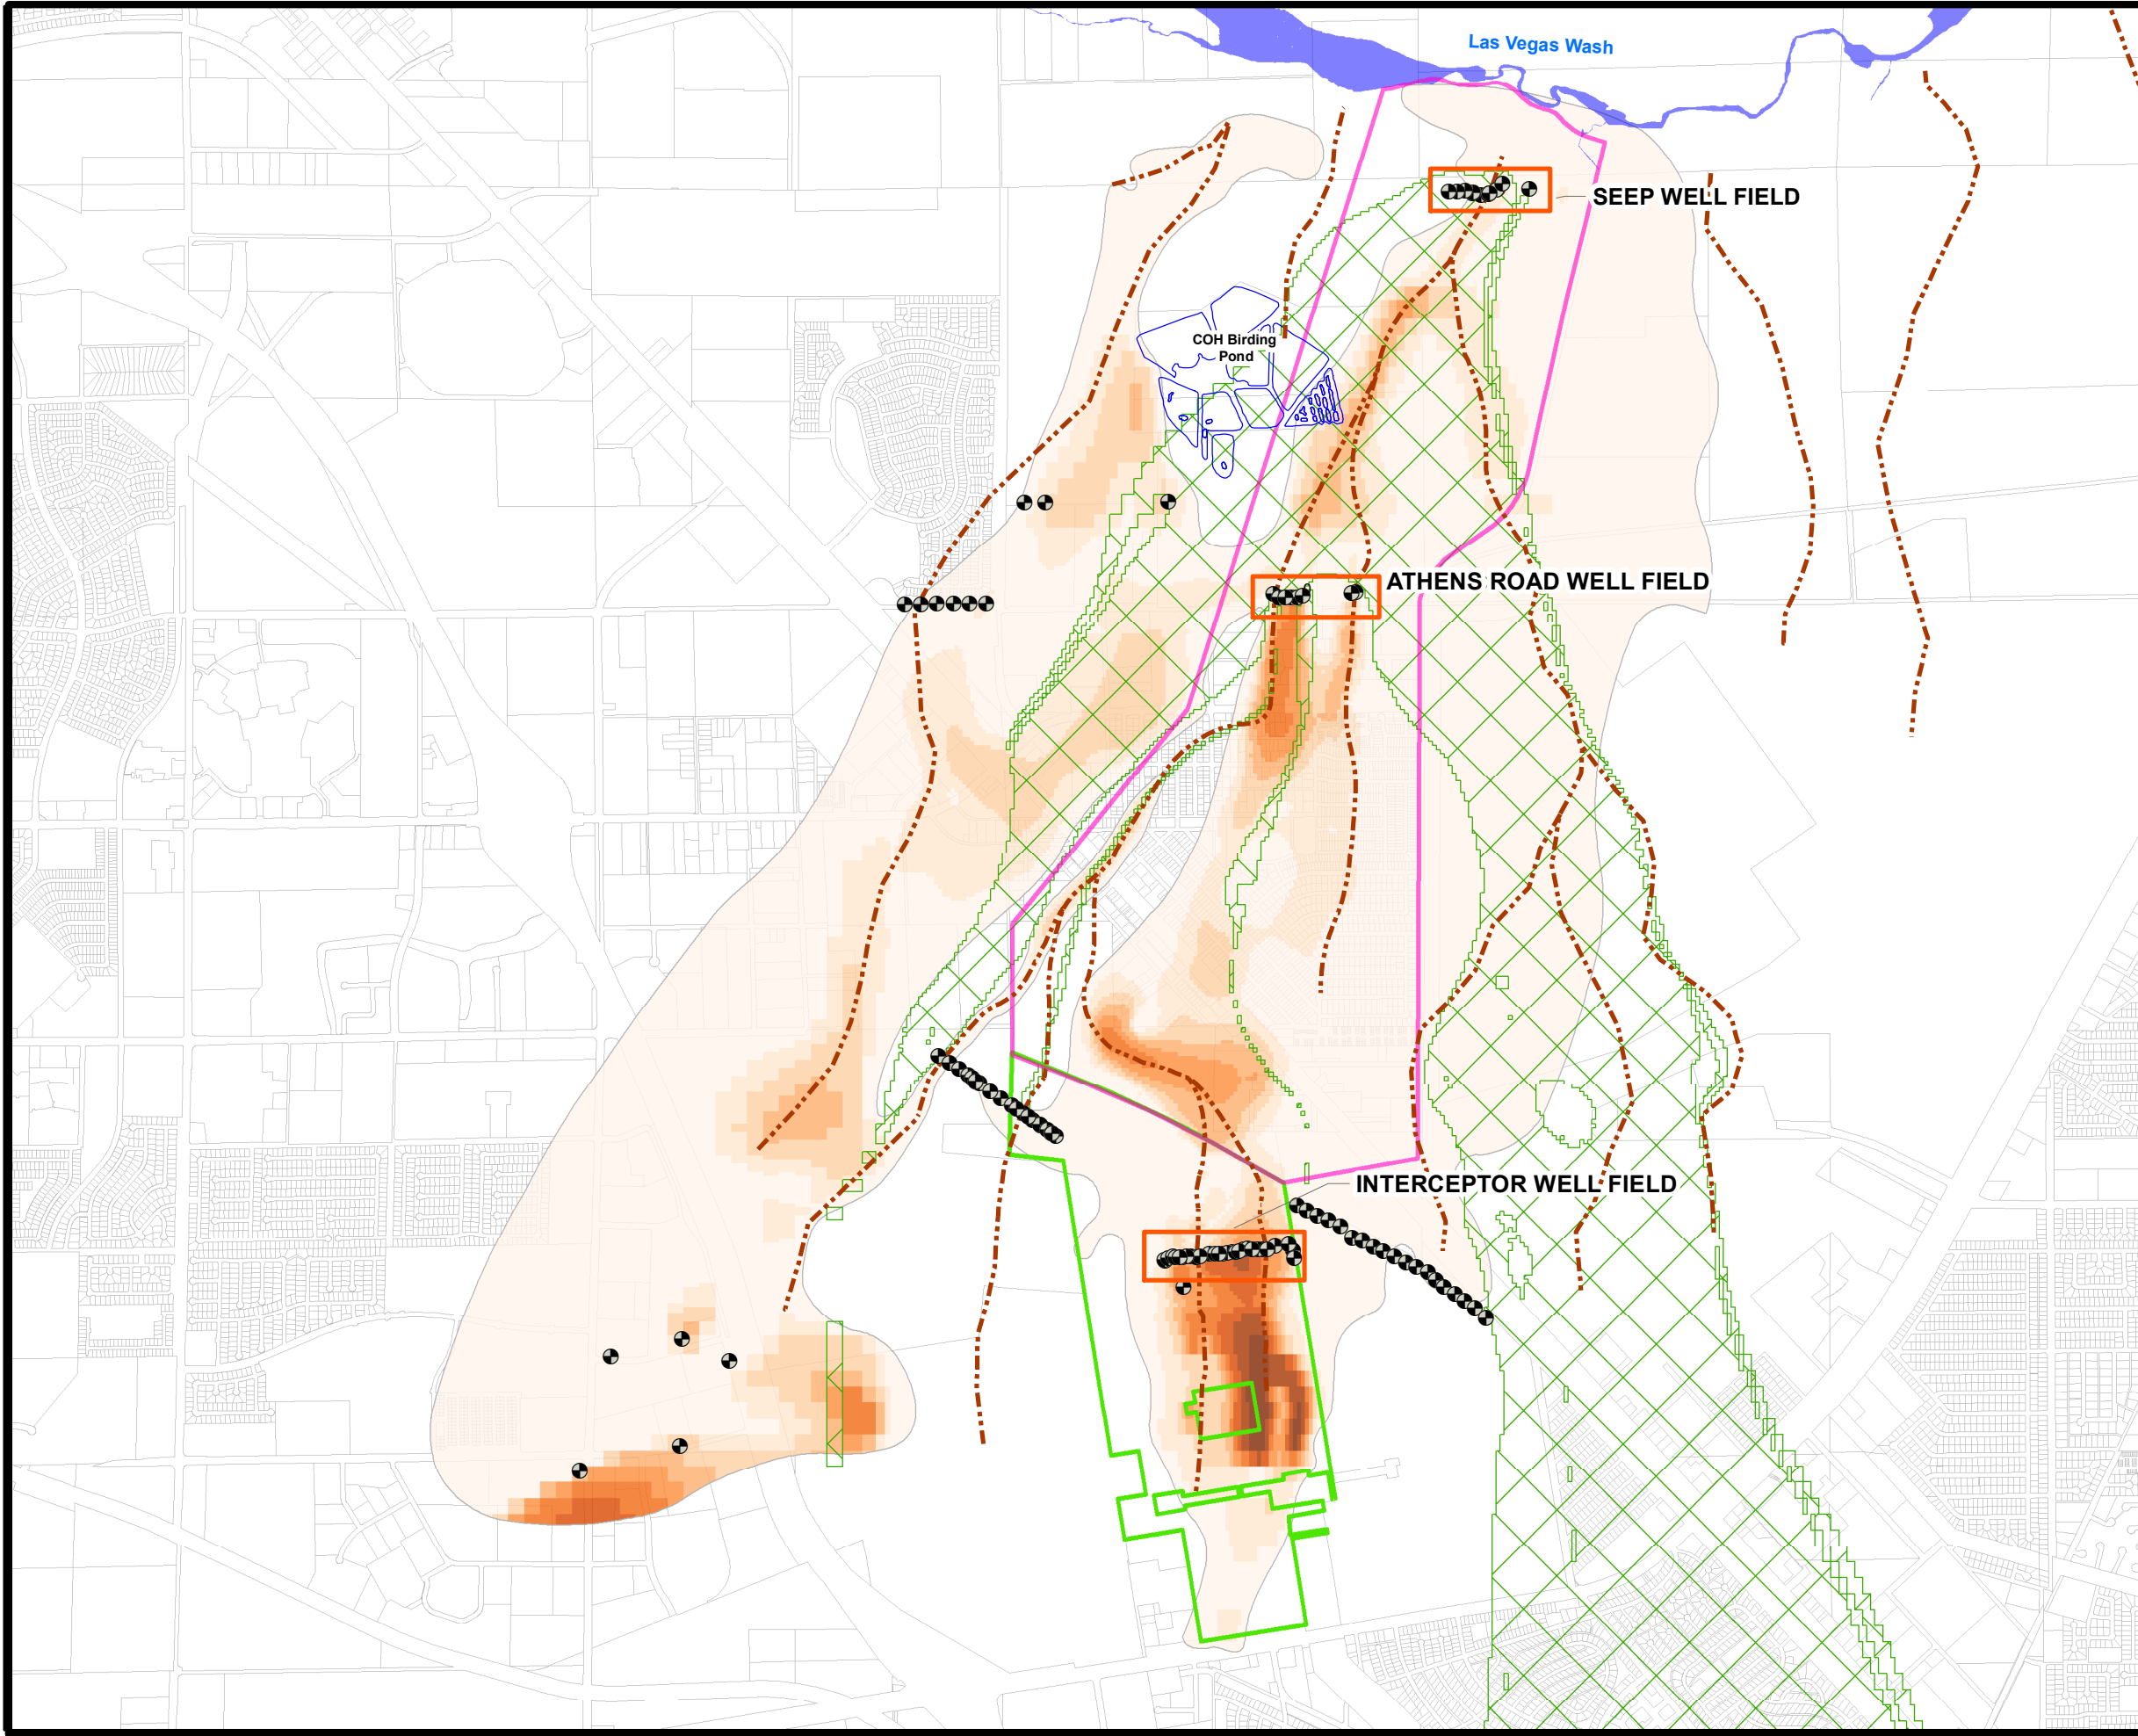 Las Vegas Wash
SEEP WELL FIELD
COH Birding
Pond
ATHENS ROAD WELL FIELD
INTERCEPTOR WELL FIELD